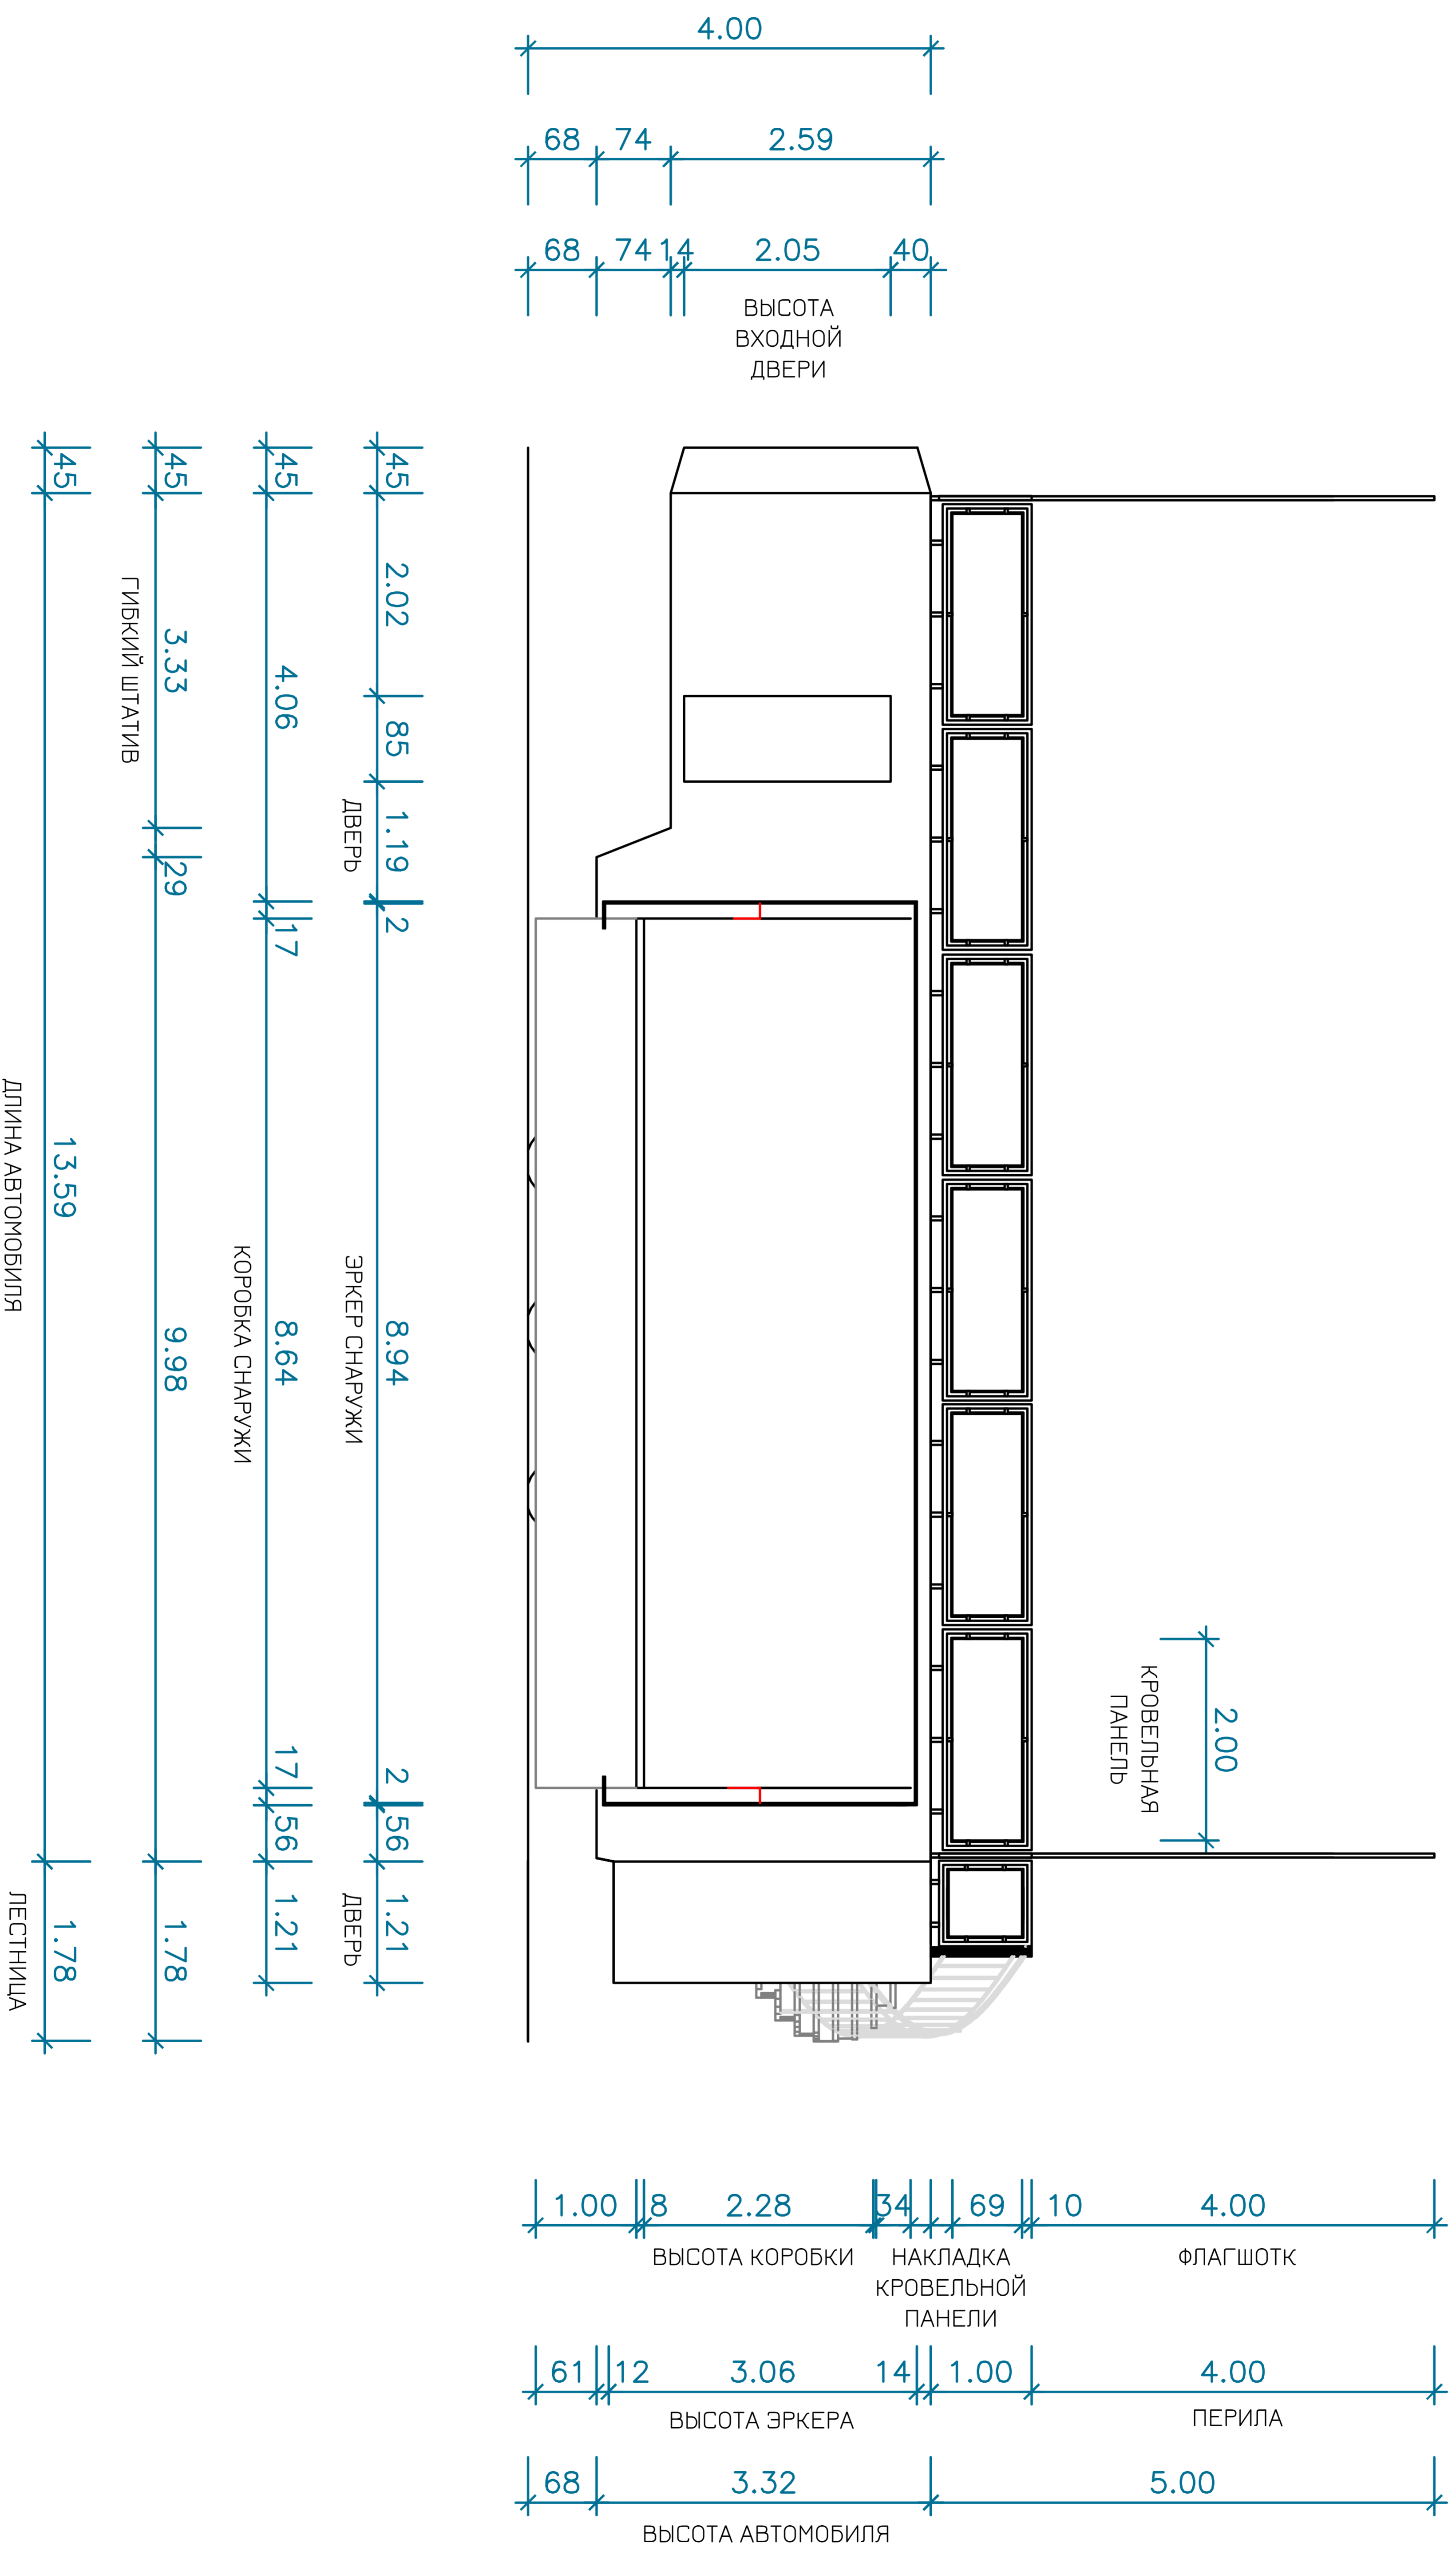 4.00
68 74 2.59
68 74 14 2.05 40
ВЫСОТА
ВХОДНОЙ
ДВЕРИ
45 2.02 85 1.19 2 8.94 2 56 1.21
ДВЕРЬ ЭРКЕР СНАРУЖИ ДВЕРЬ
45 4.06 17 8.64 17 56 1.21
КОРОБКА СНАРУЖИ
45 3.33 29 9.98 1.78
ГИБКИЙ ШТАТИВ
45 13.59 1.78
ДЛИНА АВТОМОБИЛЯ ЛЕСТНИЦА
2.00
КРОВЕЛЬНАЯ
ПАНЕЛЬ
1.00 8 2.28 34 69 10 4.00
ВЫСОТА КОРОБКИ НАКЛАДКА ФЛАГШОТК
КРОВЕЛЬНОЙ
ПАНЕЛИ
61 12 3.06 14 1.00 4.00
ВЫСОТА ЭРКЕРА ПЕРИЛА
68 3.32 5.00
ВЫСОТА АВТОМОБИЛЯ